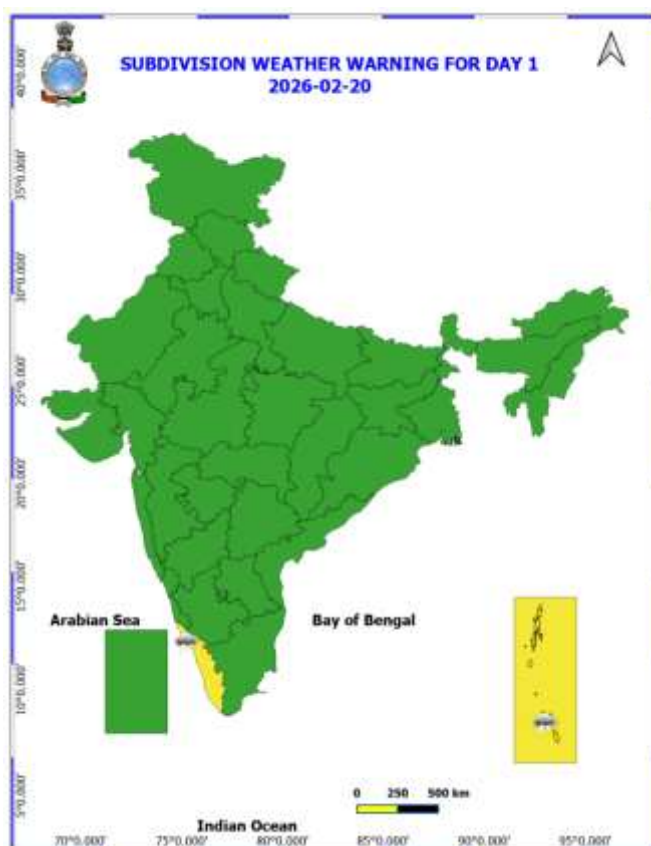 SUBDIVISION WEATHER WARNING FOR DAY 1
2026-02-20
40°0.000'
35°0.000'
30°0.000'
25°0.000'
20°0.000'
15°0.000'
10°0.000'
5°0.000'
Arabian Sea
Bay of Bengal
0 250 500 km
Indian Ocean
70°0.000' 75°0.000' 80°0.000' 85°0.000' 90°0.000' 95°0.000'